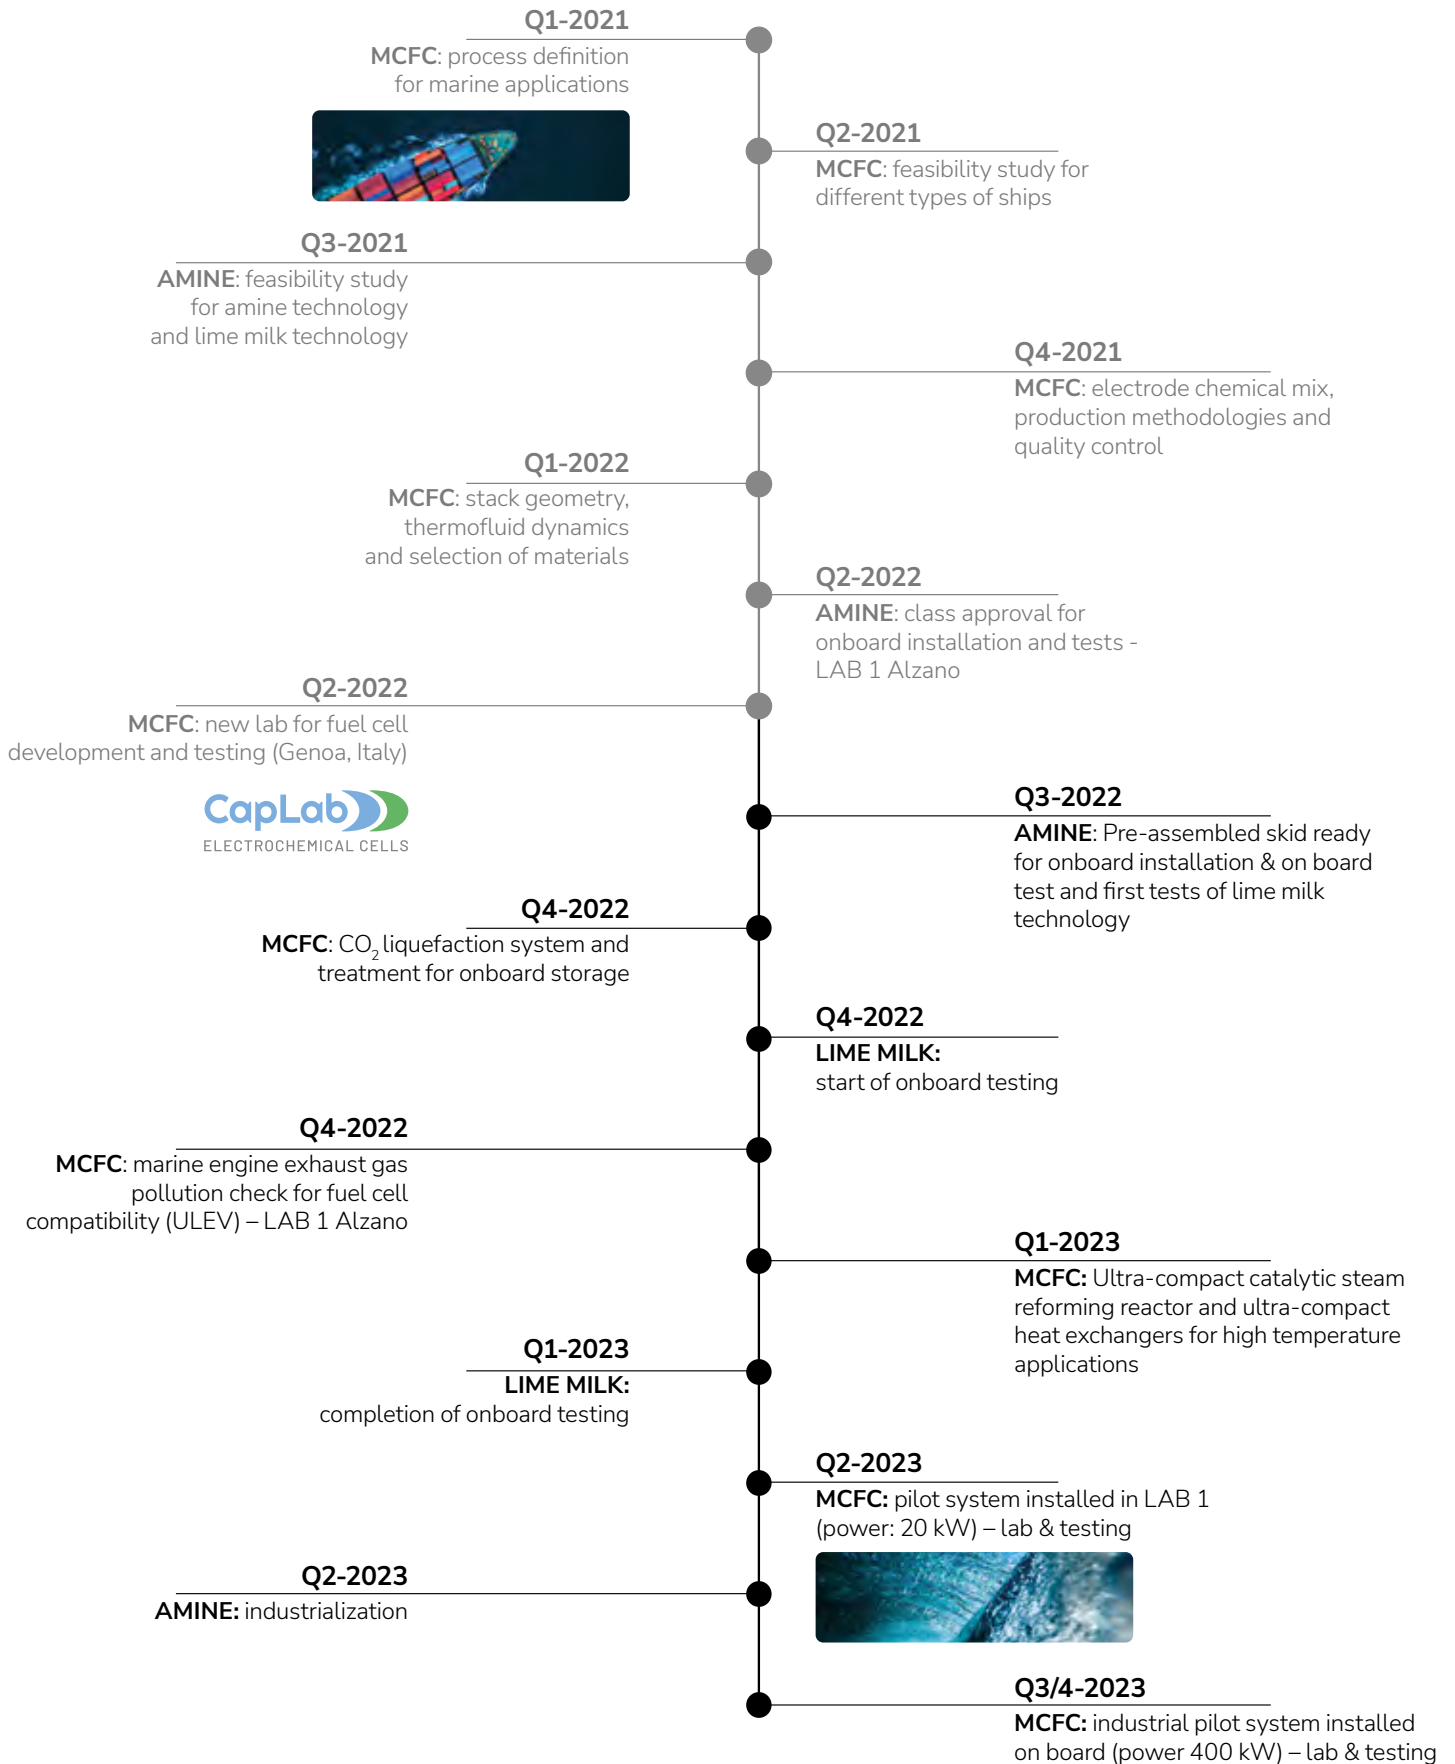 Q1-2021
MCFC: process definition
for marine applications
Q2-2021
MCFC: feasibility study for
different types of ships
Q3-2021
AMINE: feasibility study
for amine technology
and lime milk technology
Q4-2021
MCFC: electrode chemical mix,
production methodologies and
quality control
Q1-2022
MCFC: stack geometry,
thermofluid dynamics
and selection of materials
Q2-2022
AMINE: class approval for
onboard installation and tests -
LAB 1 Alzano
Q2-2022
MCFC: new lab for fuel cell
development and testing (Genoa, Italy)
CapLab
ELECTROCHEMICAL CELLS
Q3-2022
AMINE: Pre-assembled skid ready
for onboard installation & on board
test and first tests of lime milk
technology
Q4-2022
MCFC: CO₂ liquefaction system and
treatment for onboard storage
Q4-2022
LIME MILK:
start of onboard testing
Q4-2022
MCFC: marine engine exhaust gas
pollution check for fuel cell
compatibility (ULEV) – LAB 1 Alzano
Q1-2023
MCFC: Ultra-compact catalytic steam
reforming reactor and ultra-compact
heat exchangers for high temperature
applications
Q1-2023
LIME MILK:
completion of onboard testing
Q2-2023
MCFC: pilot system installed in LAB 1
(power: 20 kW) – lab & testing
Q2-2023
AMINE: industrialization
Q3/4-2023
MCFC: industrial pilot system installed
on board (power 400 kW) – lab & testing